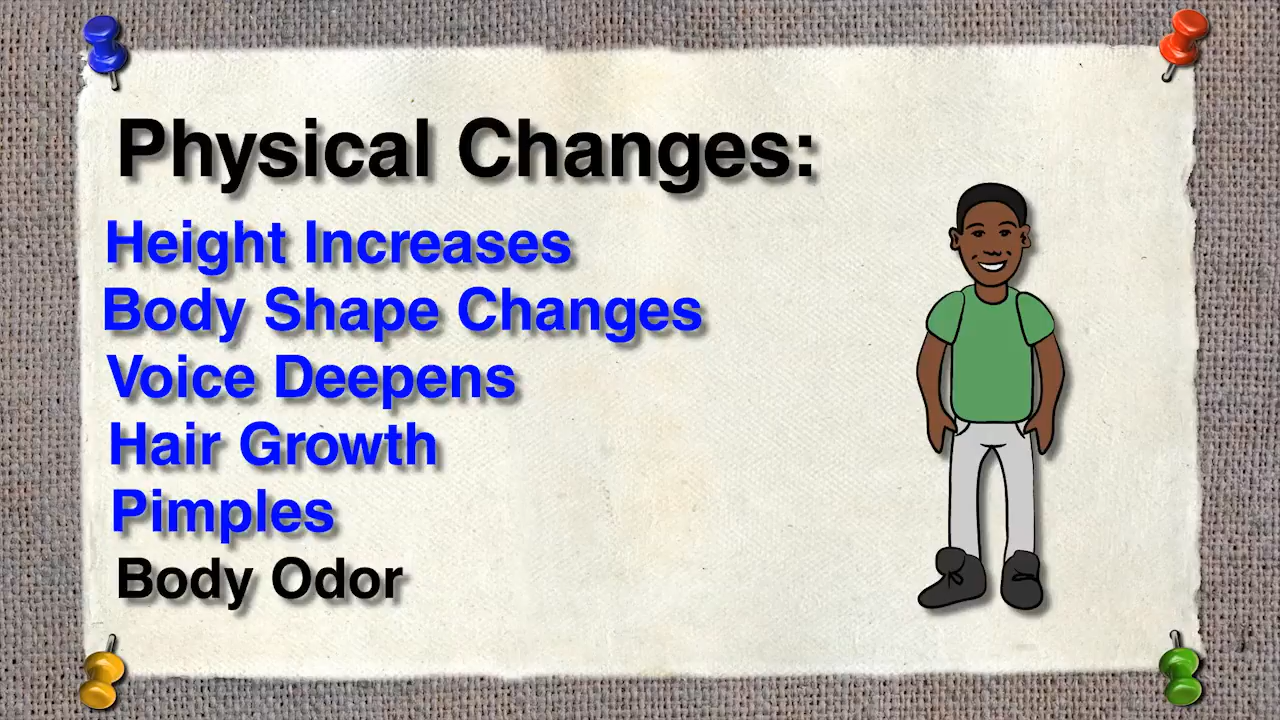 Physical Changes:
Height Increases
Body Shape Changes
Voice Deepens
Hair Growth
Pimples
Body Odor